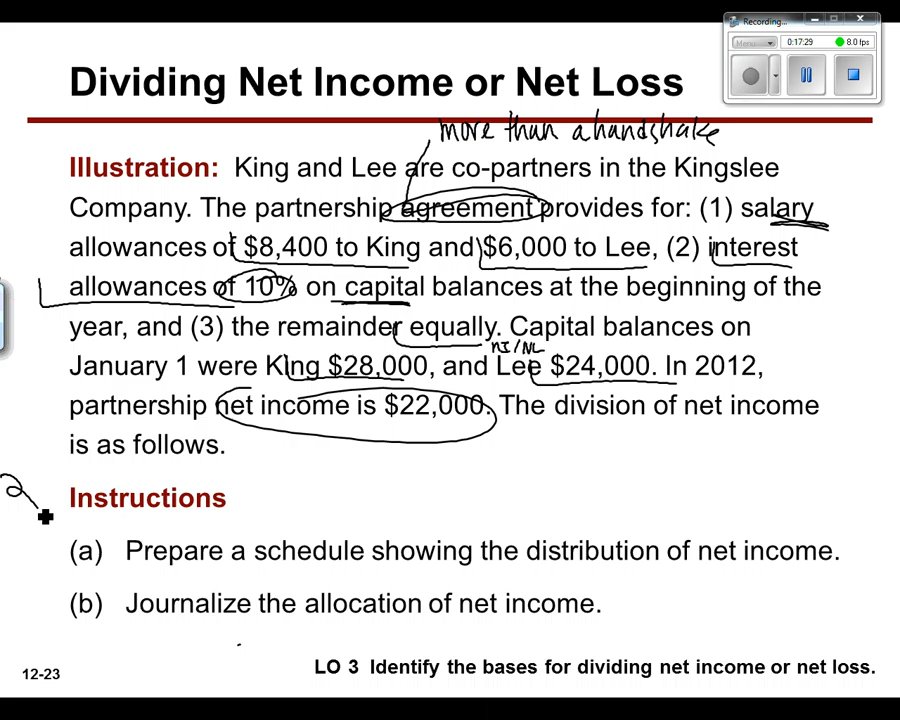 Recording...
Menu
0:17:29
8.0 fps
Dividing Net Income or Net Loss
more than a handshake
Illustration: King and Lee are co-partners in the Kingslee
Company. The partnership agreement provides for: (1) salary
allowances of $8,400 to King and $6,000 to Lee, (2) interest
allowances of 10% on capital balances at the beginning of the
year, and (3) the remainder equally. Capital balances on
NI/NL
January 1 were King $28,000, and Lee $24,000. In 2012,
partnership net income is $22,000. The division of net income
is as follows.
Instructions
(a) Prepare a schedule showing the distribution of net income.
(b) Journalize the allocation of net income.
12-23
LO 3 Identify the bases for dividing net income or net loss.